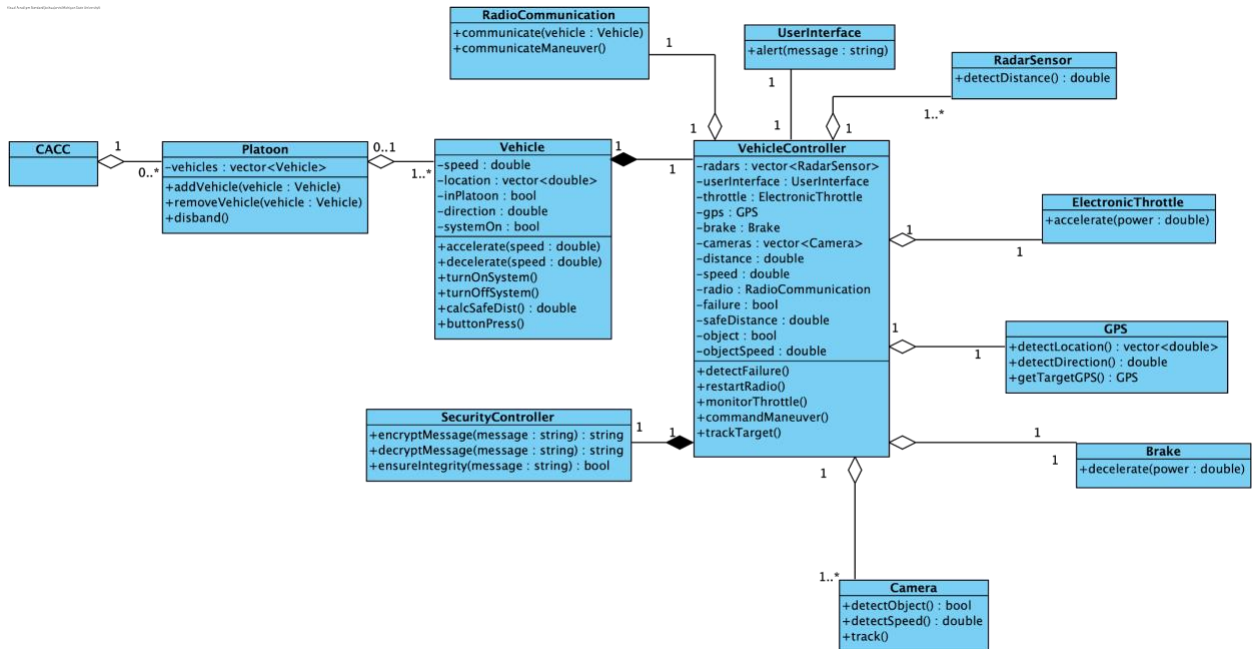 RadioCommunication
+communicate(vehicle : Vehicle)
+communicateManeuver()
1
1
UserInterface
+alert(message : string)
1
1
RadarSensor
+detectDistance() : double
1..*
1
CACC
1
0..*
Platoon
-vehicles : vector<Vehicle>
+addVehicle(vehicle : Vehicle)
+removeVehicle(vehicle : Vehicle)
+disband()
0..1
1..*
Vehicle
-speed : double
-location : vector<double>
-inPlatoon : bool
-direction : double
-systemOn : bool
+accelerate(speed : double)
+decelerate(speed : double)
+turnOnSystem()
+turnOffSystem()
+calcSafeDist() : double
+buttonPress()
1
1
VehicleController
-radars : vector<RadarSensor>
-userInterface : UserInterface
-throttle : ElectronicThrottle
-gps : GPS
-brake : Brake
-cameras : vector<Camera>
-distance : double
-speed : double
-radio : RadioCommunication
-failure : bool
-safeDistance : double
-object : bool
-objectSpeed : double
+detectFailure()
+restartRadio()
+monitorThrottle()
+commandManeuver()
+trackTarget()
ElectronicThrottle
+accelerate(power : double)
1
1
GPS
+detectLocation() : vector<double>
+detectDirection() : double
+getTargetGPS() : GPS
1
1
SecurityController
+encryptMessage(message : string) : string
+decryptMessage(message : string) : string
+ensureIntegrity(message : string) : bool
1
1
Brake
+decelerate(power : double)
1
1
1
1..*
Camera
+detectObject() : bool
+detectSpeed() : double
+track()